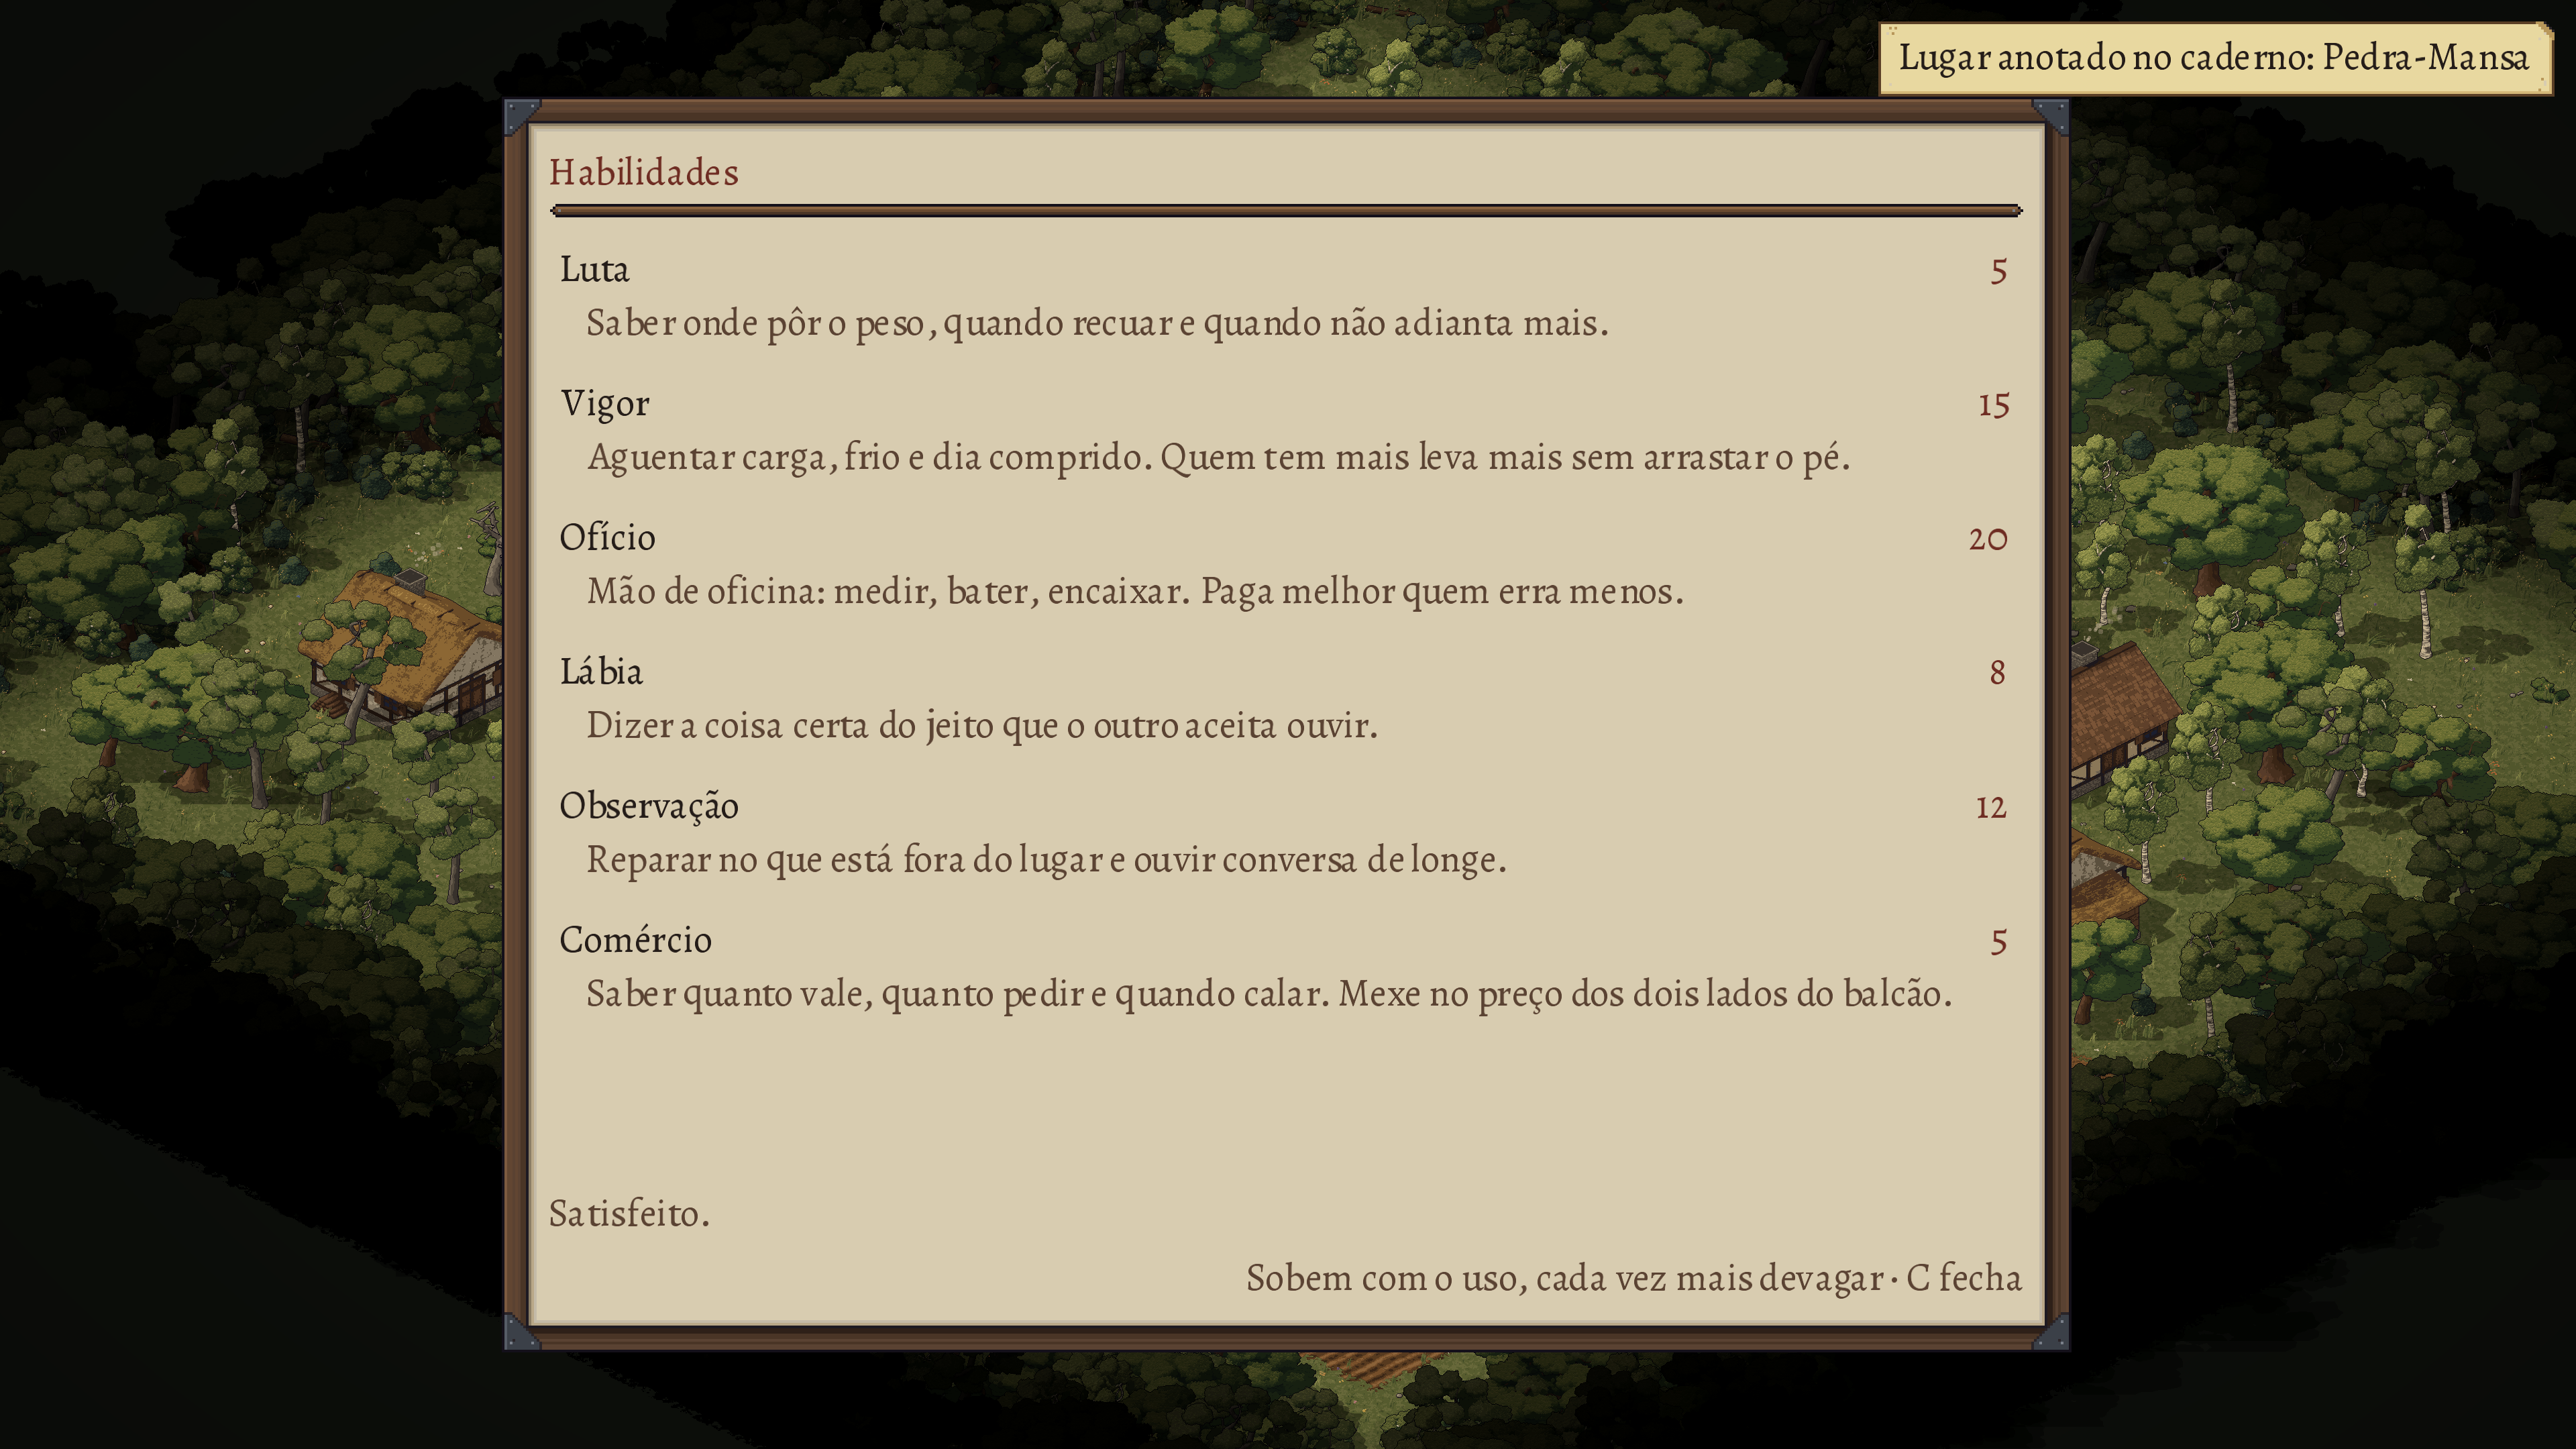 Lugar anotado no caderno: Pedra-Mansa
Habilidades
Luta 5
Saber onde pôr o peso, quando recuar e quando não adianta mais.
Vigor 15
Aguentar carga, frio e dia comprido. Quem tem mais leva mais sem arrastar o pé.
Ofício 20
Mão de oficina: medir, bater, encaixar. Paga melhor quem erra menos.
Lábia 8
Dizer a coisa certa do jeito que o outro aceita ouvir.
Observação 12
Reparar no que está fora do lugar e ouvir conversa de longe.
Comércio 5
Saber quanto vale, quanto pedir e quando calar. Mexe no preço dos dois lados do balcão.
Satisfeito.
Sobem com o uso, cada vez mais devagar · C fecha